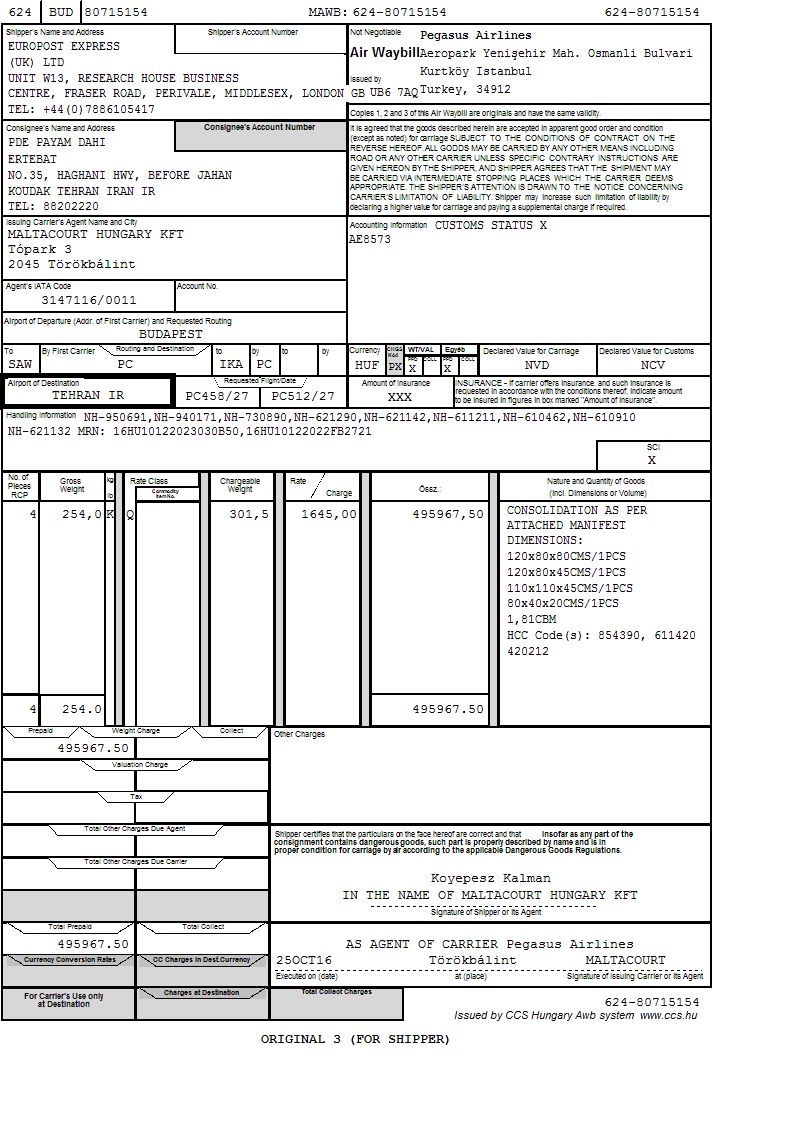 624 BUD 80715154 MAWB: 624-80715154 624-80715154
Shipper's Name and Address
Shipper's Account Number
EUROPOST EXPRESS
(UK) LTD
UNIT W13, RESEARCH HOUSE BUSINESS
CENTRE, FRASER ROAD, PERIVALE, MIDDLESEX, LONDON GB UB6 7AQ
TEL: +44(0)7886105417
Not Negotiable
Air Waybill
Issued by
Pegasus Airlines
Aeropark Yenişehir Mah. Osmanli Bulvari
Kurtköy Istanbul
Turkey, 34912
Copies 1, 2 and 3 of this Air Waybill are originals and have the same validity.
Consignee's Name and Address
Consignee's Account Number
PDE PAYAM DAHI
ERTEBAT
NO.35, HAGHANI HWY, BEFORE JAHAN
KOUDAK TEHRAN IRAN IR
TEL: 88202220
It is agreed that the goods described herein are accepted in apparent good order and condition
(except as noted) for carriage SUBJECT TO THE CONDITIONS OF CONTRACT ON THE
REVERSE HEREOF. ALL GOODS MAY BE CARRIED BY ANY OTHER MEANS INCLUDING
ROAD OR ANY OTHER CARRIER UNLESS SPECIFIC CONTRARY INSTRUCTIONS ARE
GIVEN HEREON BY THE SHIPPER, AND SHIPPER AGREES THAT THE SHIPMENT MAY
BE CARRIED VIA INTERMEDIATE STOPPING PLACES WHICH THE CARRIER DEEMS
APPROPRIATE. THE SHIPPER'S ATTENTION IS DRAWN TO THE NOTICE CONCERNING
CARRIER'S LIMITATION OF LIABILITY. Shipper may increase such limitation of liability by
declaring a higher value for carriage and paying a supplemental charge if required.
Issuing Carrier's Agent Name and City
MALTACOURT HUNGARY KFT
Tópark 3
2045 Törökbálint
Accounting Information CUSTOMS STATUS X
AE8573
Agent's IATA Code
3147116/0011
Account No.
Airport of Departure (Addr. of First Carrier) and Requested Routing
BUDAPEST
To By First Carrier Routing and Destination to by to by
SAW PC IKA PC
Currency CHGS Kód WT/VAL Egyéb Declared Value for Carriage Declared Value for Customs
PPD COLL PPD COLL
HUF PX X X NVD NCV
Airport of Destination
TEHRAN IR
Requested Flight/Date
PC458/27 PC512/27
Amount of Insurance
XXX
INSURANCE - If carrier offers insurance, and such insurance is
requested in accordance with the conditions thereof, indicate amount
to be insured in figures in box marked "Amount of Insurance".
Handling Information NH-950691,NH-940171,NH-730890,NH-621290,NH-621142,NH-611211,NH-610462,NH-610910
NH-621132 MRN: 16HU10122023030B50,16HU10122022FB2721
SCI
X
No. of Pieces RCP
Gross Weight
kg lb
Rate Class
Commodity Item No.
Chargeable Weight
Rate / Charge
Össz.:
Nature and Quantity of Goods
(Incl. Dimensions or Volume)
4 254,0 K Q 301,5 1645,00 495967,50
CONSOLIDATION AS PER
ATTACHED MANIFEST
DIMENSIONS:
120x80x80CMS/1PCS
120x80x45CMS/1PCS
110x110x45CMS/1PCS
80x40x20CMS/1PCS
1,81CBM
HCC Code(s): 854390, 611420
420212
4 254.0 495967.50
Prepaid Weight Charge Collect
495967.50
Other Charges
Valuation Charge
Tax
Total Other Charges Due Agent
Total Other Charges Due Carrier
Shipper certifies that the particulars on the face hereof are correct and that insofar as any part of the
consignment contains dangerous goods, such part is properly described by name and is in
proper condition for carriage by air according to the applicable Dangerous Goods Regulations.
Koyepesz Kalman
IN THE NAME OF MALTACOURT HUNGARY KFT
Signature of Shipper or its Agent
Total Prepaid Total Collect
495967.50
Currency Conversion Rates CC Charges in Dest.Currency
AS AGENT OF CARRIER Pegasus Airlines
25OCT16 Törökbálint MALTACOURT
Executed on (date) at (place) Signature of Issuing Carrier or its Agent
For Carrier's Use only
at Destination
Charges at Destination
Total Collect Charges
624-80715154
Issued by CCS Hungary Awb system www.ccs.hu
ORIGINAL 3 (FOR SHIPPER)